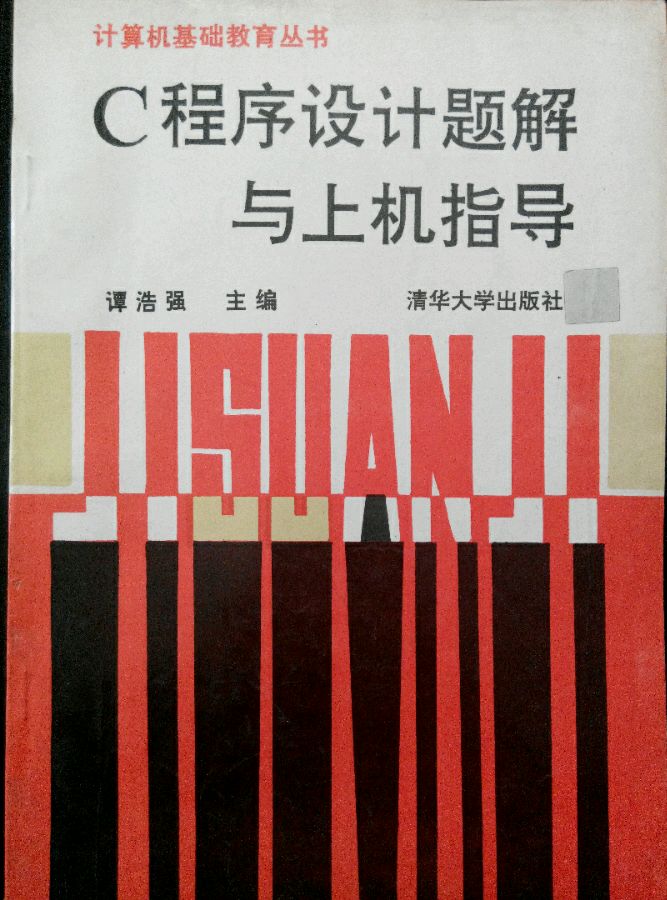 计算机基础教育丛书
C程序设计题解
与上机指导
谭浩强 主编 清华大学出版社
JISUANJI